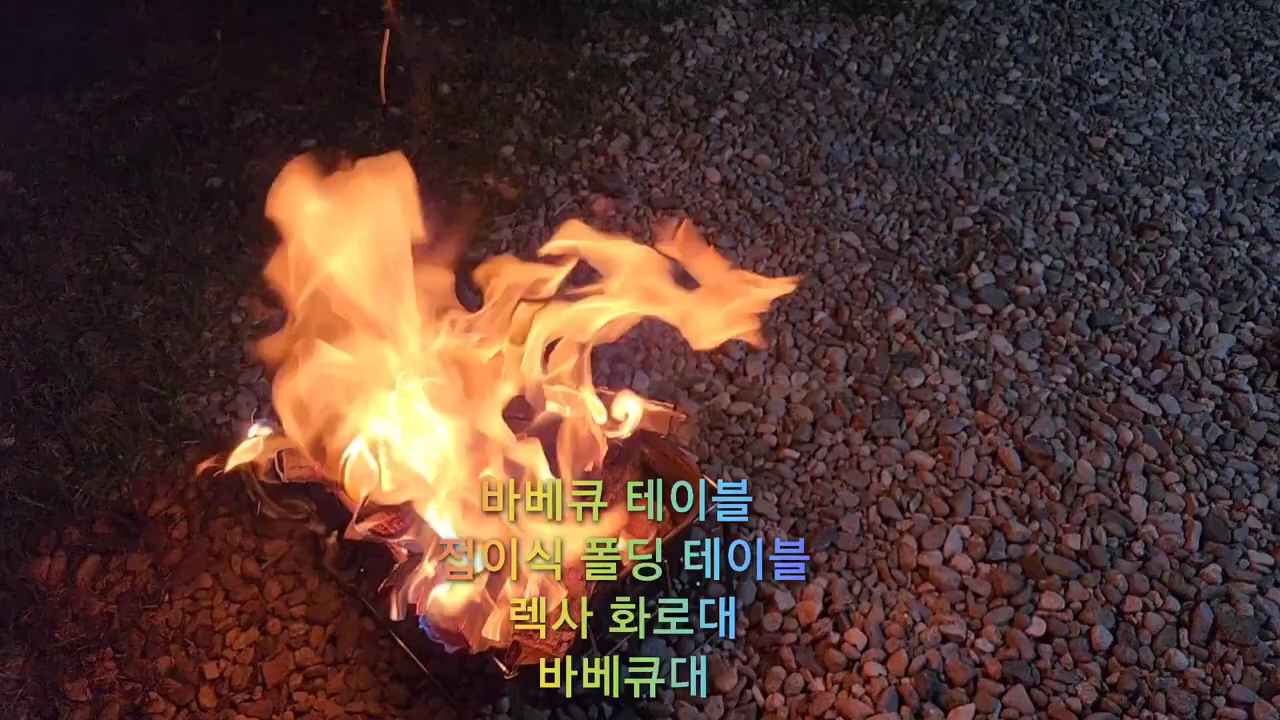 바베큐 테이블
접이식 폴딩 테이블
렉사 화로대
바베큐대